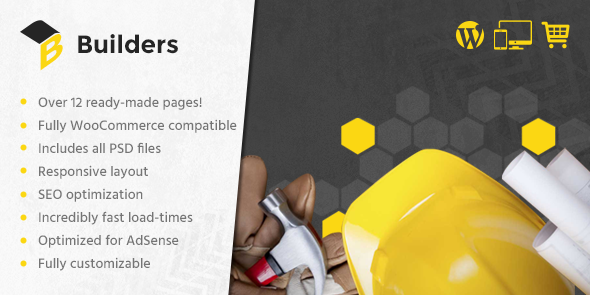 Builders
Over 12 ready-made pages!
Fully WooCommerce compatible
Includes all PSD files
Responsive layout
SEO optimization
Incredibly fast load-times
Optimized for AdSense
Fully customizable